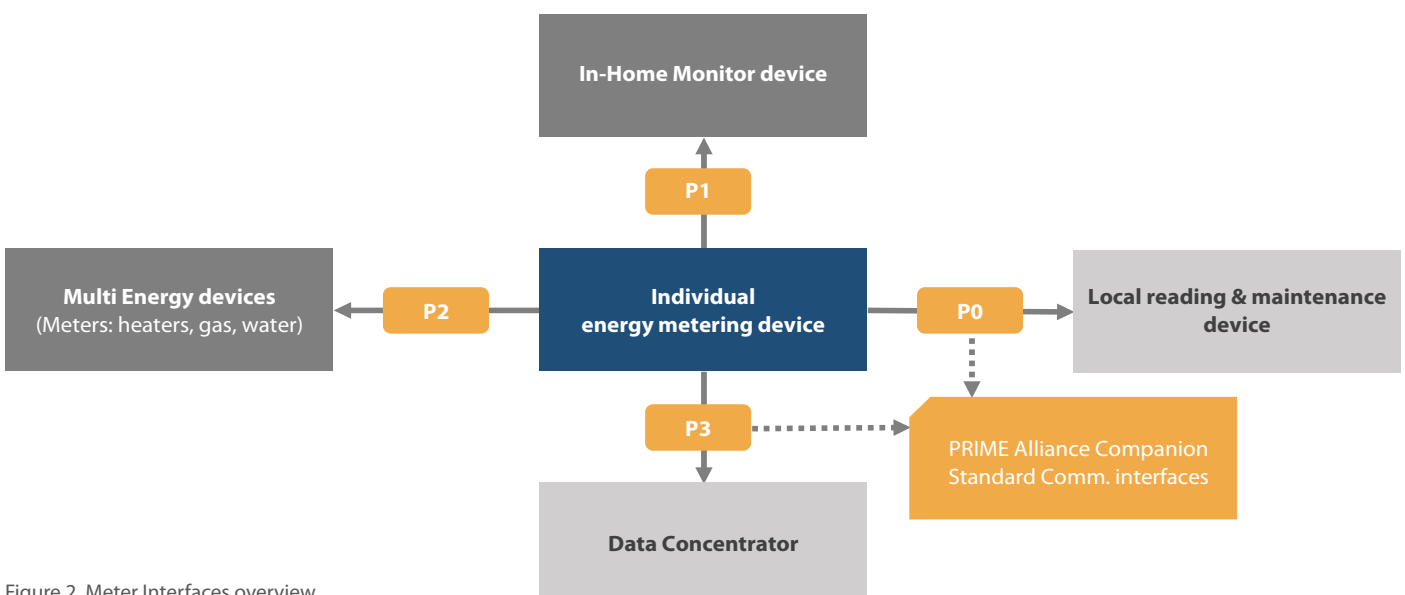 In-Home Monitor device
P1
Multi Energy devices
(Meters: heaters, gas, water)
P2
Individual
energy metering device
P0
Local reading & maintenance
device
P3
PRIME Alliance Companion
Standard Comm. interfaces
Data Concentrator
Figure 2. Meter Interfaces overview